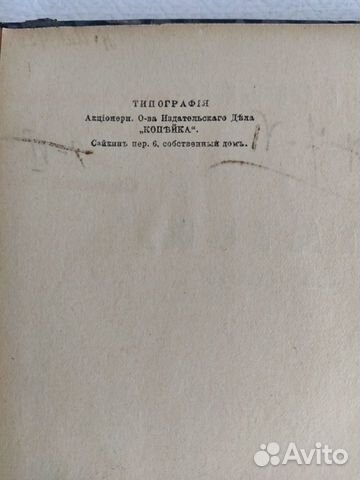 ТИПОГРАФІЯ
Акціонерн. О-ва Издательскаго Дѣла
„КОПѢЙКА“.
Сайкинъ пер. 6, собственный домъ.
Avito